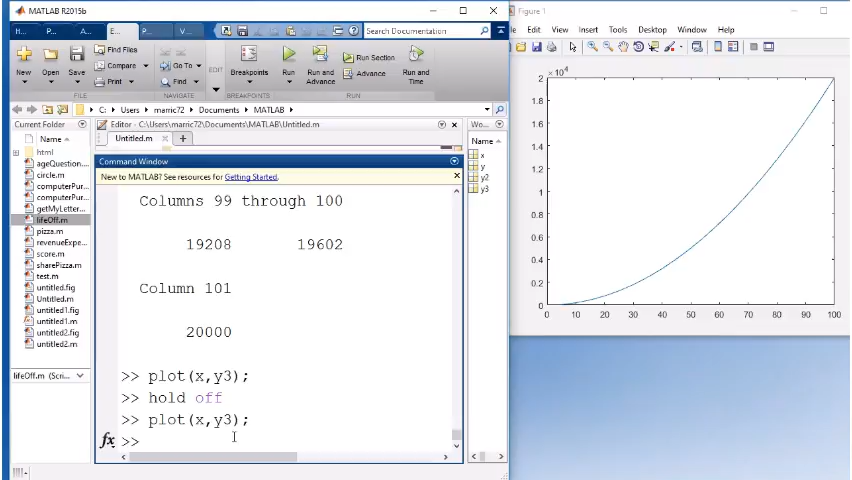 MATLAB R2015b
H... P... A... E... P... V... Search Documentation
New Open Save Find Files Compare Print Go To Find EDIT Breakpoints Run Run and Advance Run Section Advance Run and Time
FILE NAVIGATE BREAKPOINTS RUN
C: Users marric72 Documents MATLAB
Current Folder
Name
html
ageQuestion....
circle.m
computerPur...
computerPur...
getMyLetter...
lifeOff.m
pizza.m
revenueExpe...
score.m
sharePizza.m
test.m
untitled.fig
Untitled.m
untitled1.fig
untitled1.m
untitled2.fig
untitled2.m
lifeOff.m (Scri...
Editor - C:\Users\marric72\Documents\MATLAB\Untitled.m
Untitled.m
Command Window
New to MATLAB? See resources for Getting Started.
Columns 99 through 100
19208 19602
Column 101
20000
>> plot(x,y3);
>> hold off
>> plot(x,y3);
fx >>
Wo...
Name
x
y
y2
y3
Figure 1
Edit View Insert Tools Desktop Window Help
× 10⁴
2
1.8
1.6
1.4
1.2
1
0.8
0.6
0.4
0.2
0
0 10 20 30 40 50 60 70 80 90 100